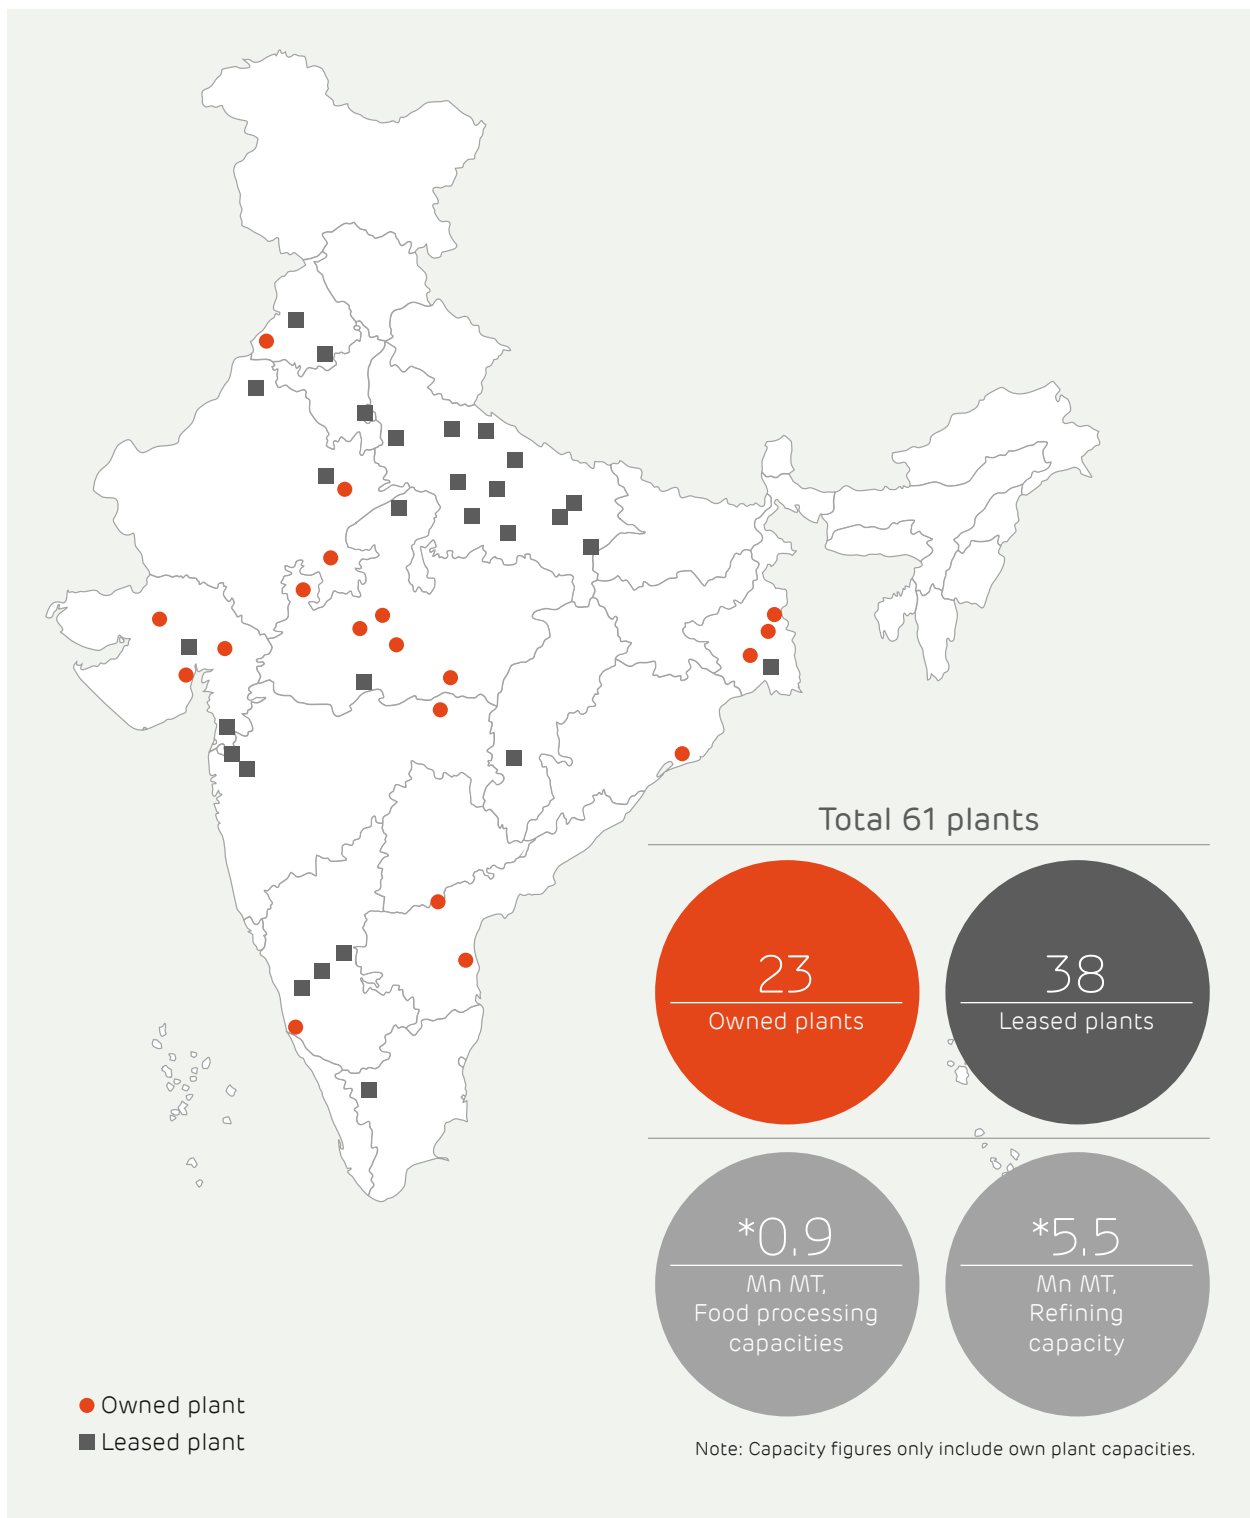 Total 61 plants
23
Owned plants
38
Leased plants
*0.9
Mn MT,
Food processing
capacities
*5.5
Mn MT,
Refining
capacity
Owned plant
Leased plant
Note: Capacity figures only include own plant capacities.